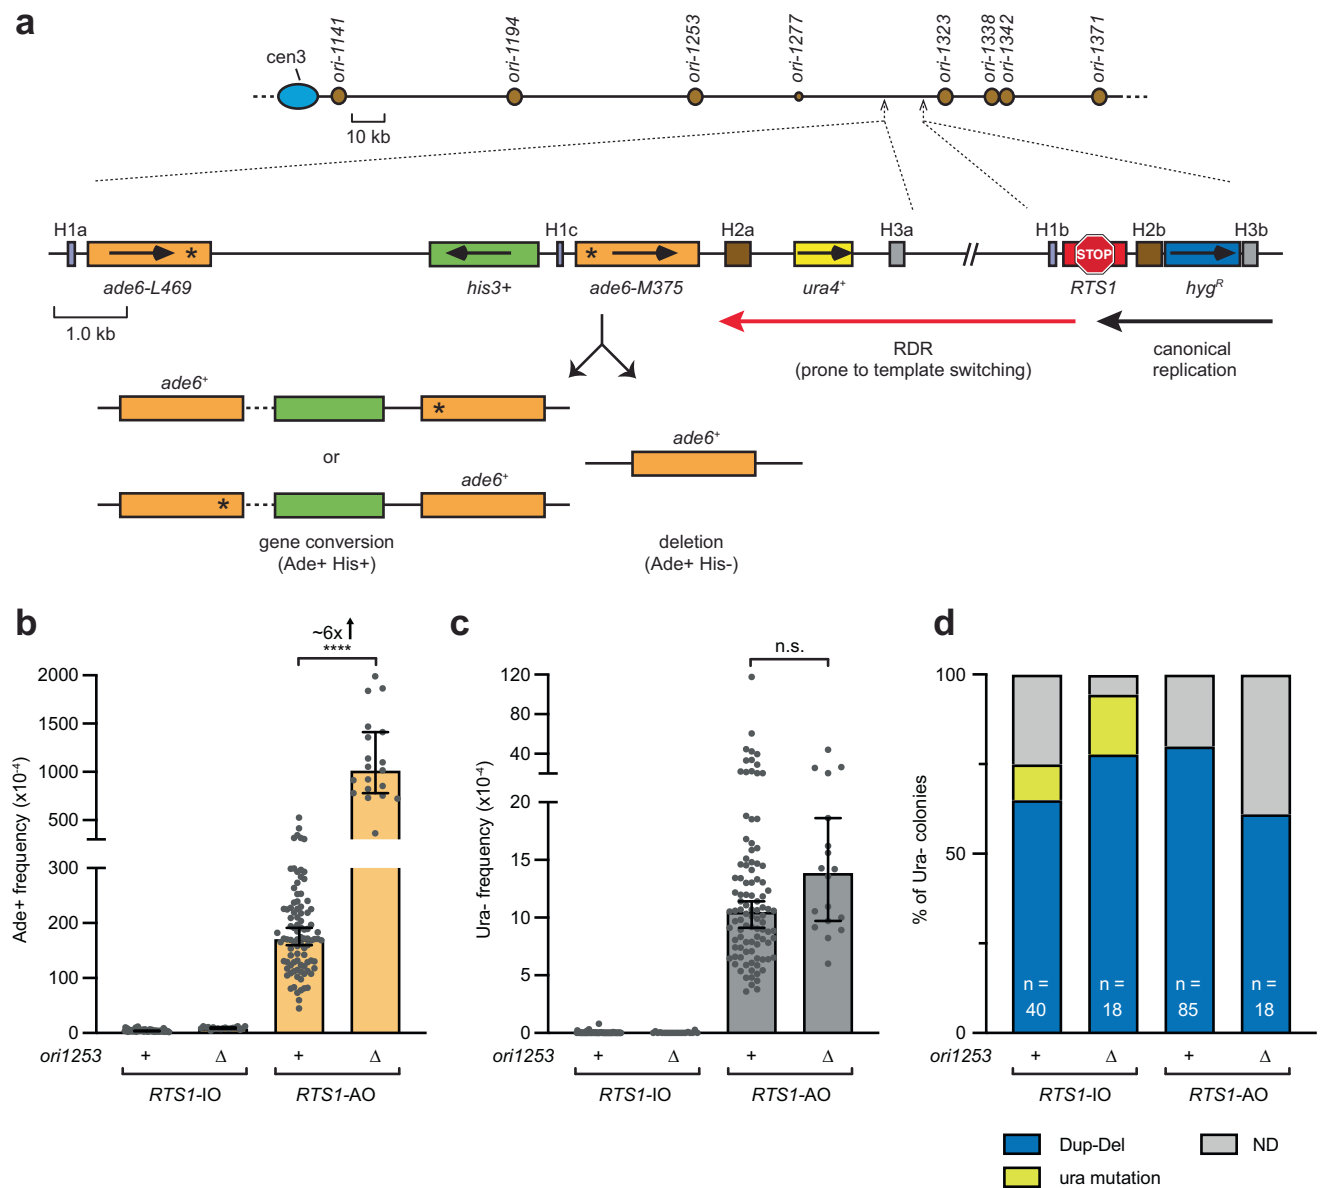 a
cen3
ori-1141
ori-1194
ori-1253
ori-1277
ori-1323
ori-1338
ori-1342
ori-1371
10 kb
H1a
H1c
H2a
H3a
H1b
H2b
H3b
*
*
STOP
ade6-L469
his3+
ade6-M375
ura4+
RTS1
hygR
1.0 kb
RDR
(prone to template switching)
canonical
replication
ade6+
*
or
ade6+
*
gene conversion
(Ade+ His+)
ade6+
deletion
(Ade+ His-)
b
~6x
****
Ade+ frequency (x10-4)
2000
1500
1000
500
300
200
100
0
ori1253 + Δ + Δ
RTS1-IO RTS1-AO
c
n.s.
Ura- frequency (x10-4)
120
80
40
20
15
10
5
0
ori1253 + Δ + Δ
RTS1-IO RTS1-AO
d
% of Ura- colonies
100
50
0
n =
40
n =
18
n =
85
n =
18
ori1253 + Δ + Δ
RTS1-IO RTS1-AO
Dup-Del
ND
ura mutation